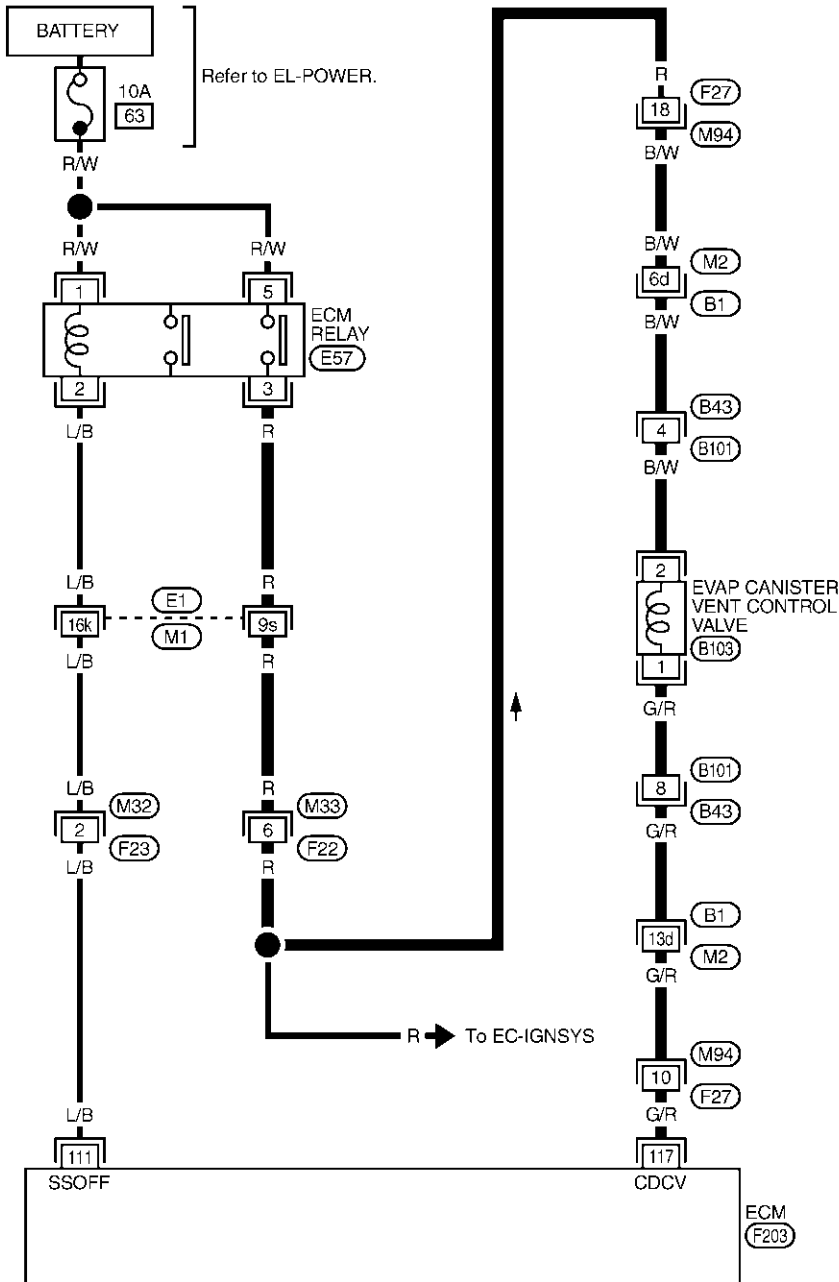 BATTERY
Refer to EL-POWER.
10A
63
R/W
R/W
R/W
1
5
ECM
RELAY
E57
2
3
L/B
R
L/B
R
16k
E1
M1
9s
L/B
R
L/B
R
2
M32
F23
6
M33
F22
L/B
R
R
To EC-IGNSYS
L/B
111
SSOFF
R
18
F27
M94
B/W
B/W
6d
M2
B1
B/W
4
B43
B101
B/W
2
EVAP CANISTER
VENT CONTROL
VALVE
B103
1
G/R
8
B101
B43
G/R
13d
B1
M2
G/R
10
M94
F27
G/R
117
CDCV
ECM
F203